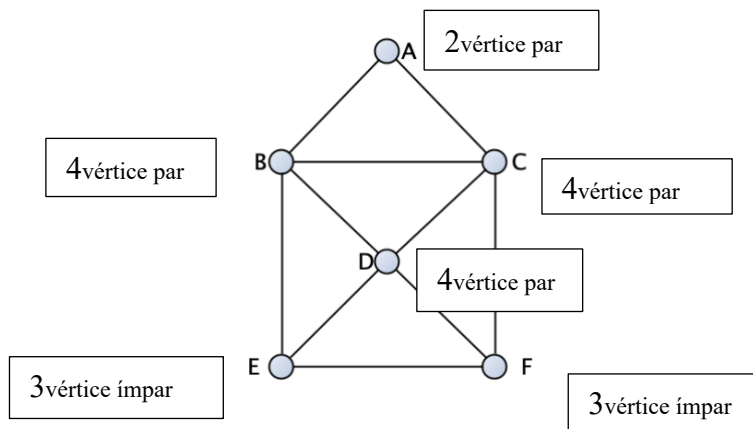 A
2vértice par
4vértice par
B
C
4vértice par
D
4vértice par
E
F
3vértice ímpar
3vértice ímpar